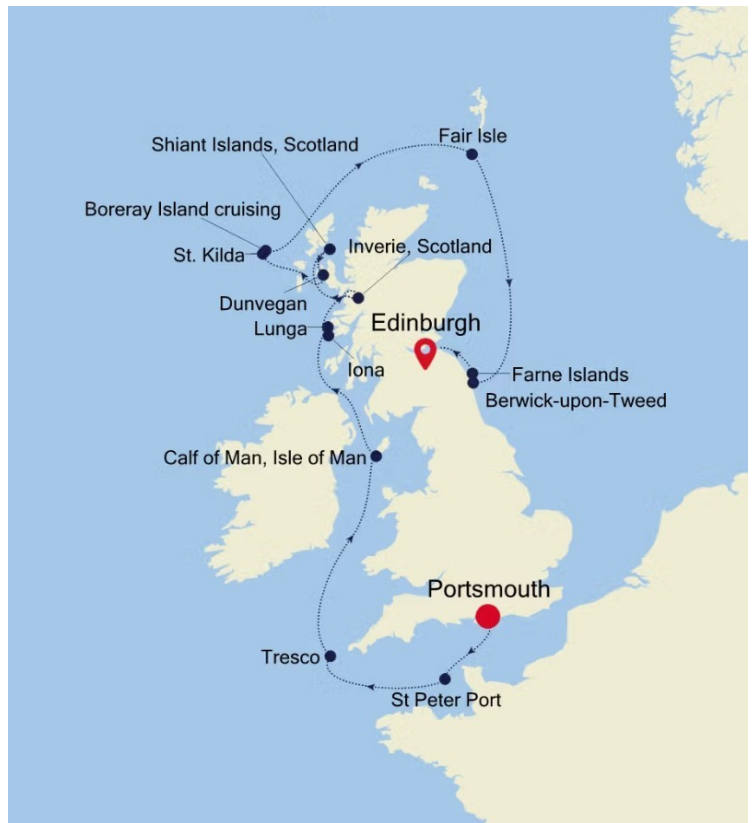 Fair Isle
Shiant Islands, Scotland
Boreray Island cruising
St. Kilda
Inverie, Scotland
Dunvegan
Lunga
Edinburgh
Iona
Farne Islands
Berwick-upon-Tweed
Calf of Man, Isle of Man
Portsmouth
Tresco
St Peter Port